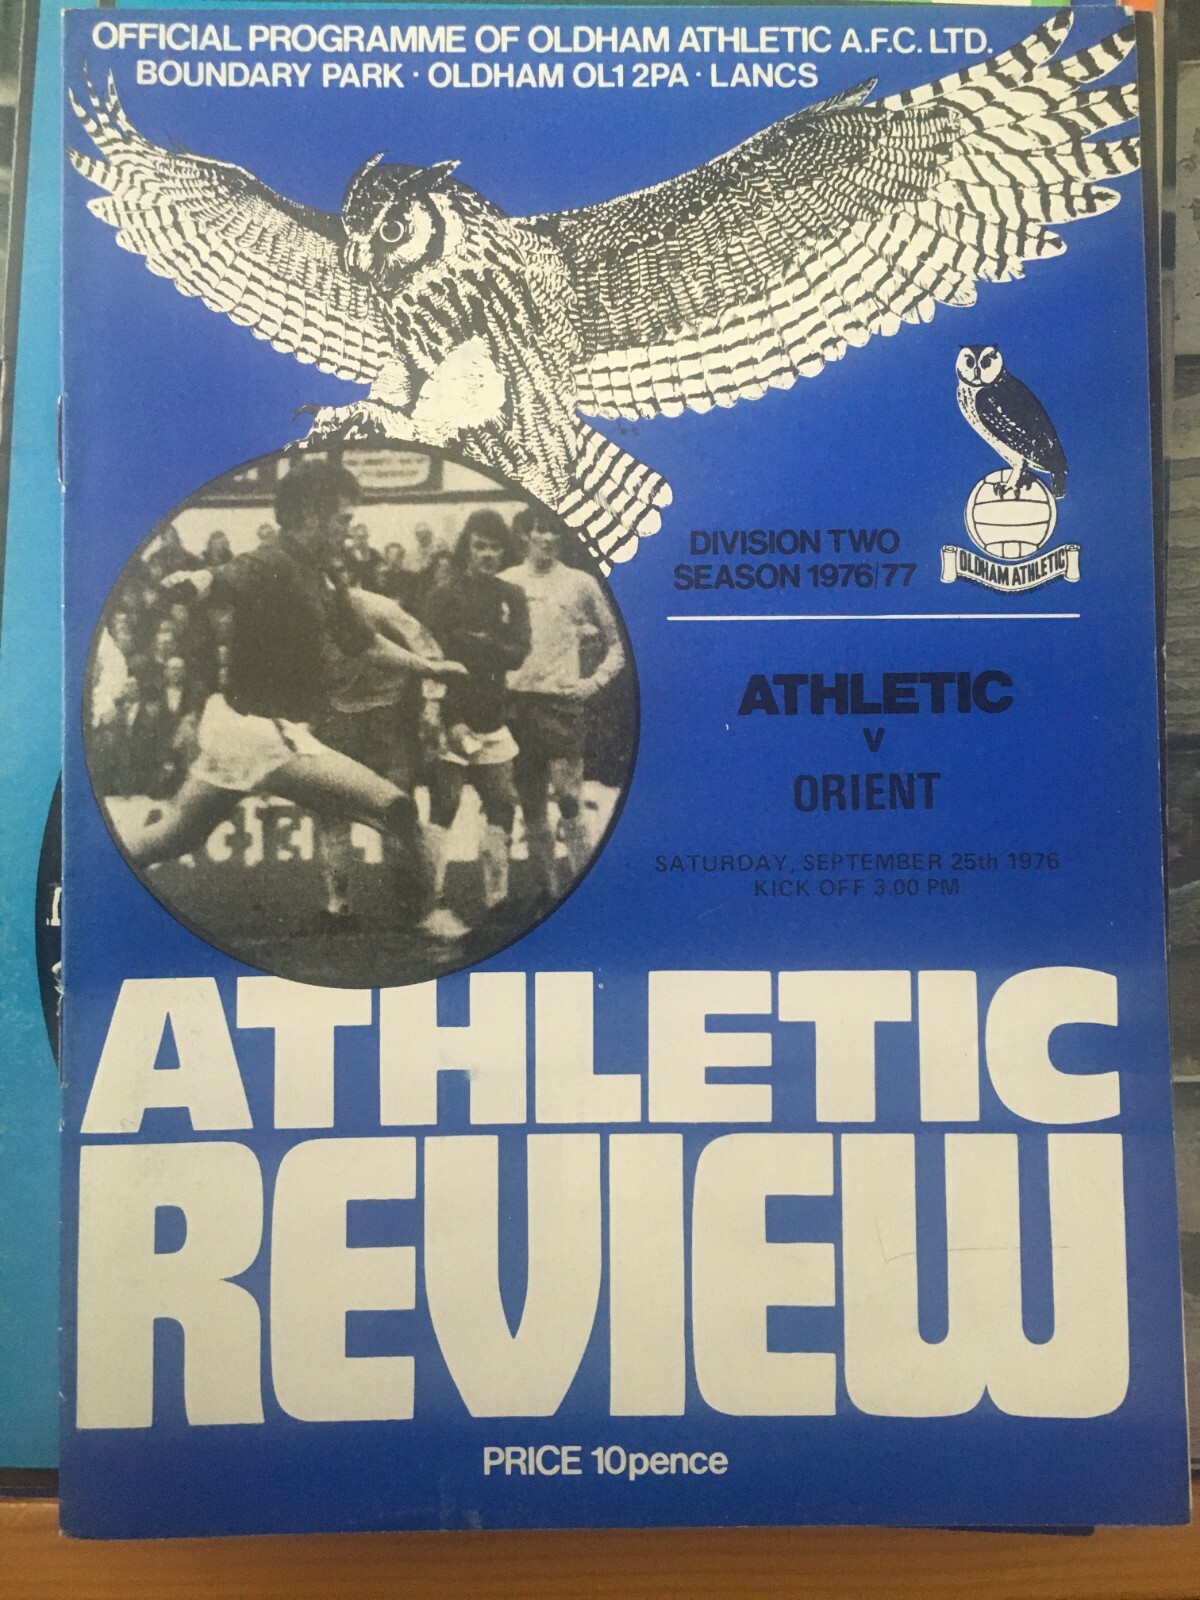 OFFICIAL PROGRAMME OF OLDHAM ATHLETIC A.F.C. LTD.
BOUNDARY PARK · OLDHAM OL1 2PA · LANCS
OLDHAM ATHLETIC
DIVISION TWO
SEASON 1976/77
ATHLETIC
V
ORIENT
SATURDAY, SEPTEMBER 25th 1976
KICK-OFF 3.00 PM
ATHLETIC
REVIEW
PRICE 10pence